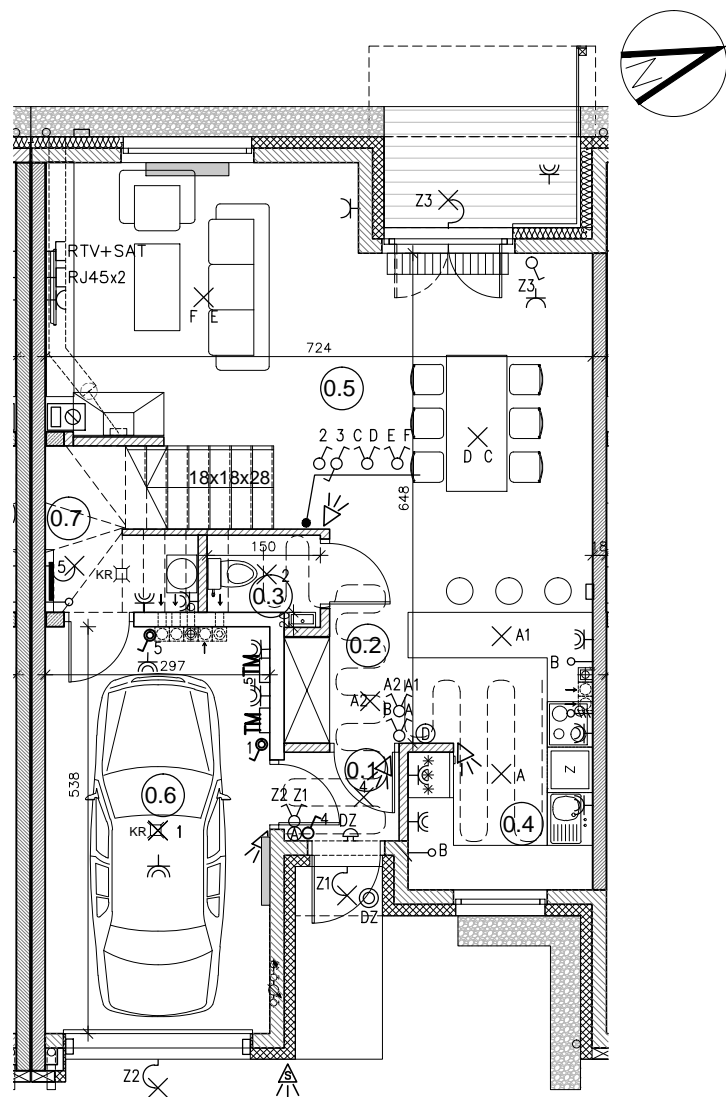 N
Z3
RTV+SAT
RJ45x2
Z3
F E
724
0.5
2 3 C D E F
D C
18x18x28
648
0.7
150
18
5
KR
2
0.3
A1
0.2
B
5
297
TM
5
A2 A1
A2
B A
TM
D
1
0.1
Z
538
A
4
0.6
Z2 Z1
0.4
KR 1
A
4
DZ
B
Z1
DZ
Z2
S